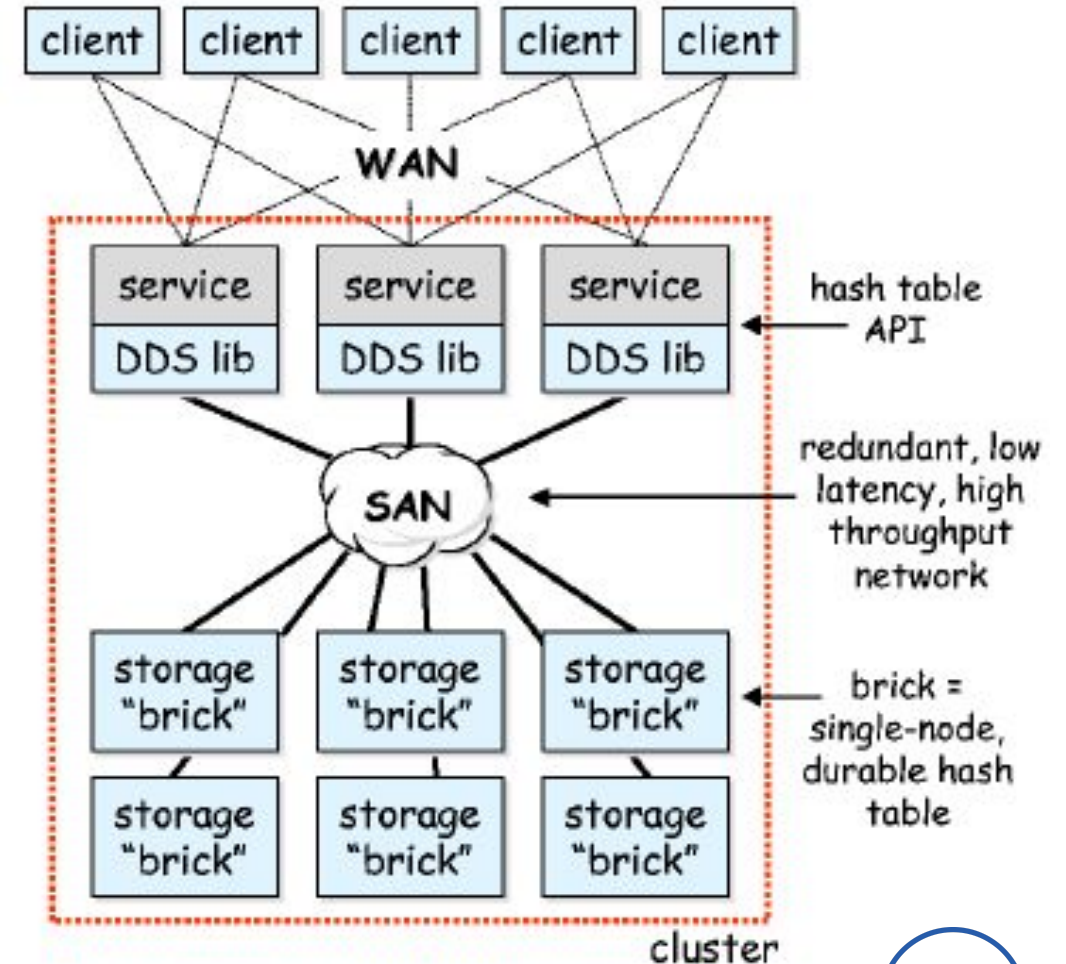 client client client client client
WAN
service service service
DDS lib DDS lib DDS lib
hash table
API
SAN
redundant, low
latency, high
throughput
network
storage storage storage
"brick" "brick" "brick"
brick =
single-node,
durable hash
table
storage storage storage
"brick" "brick" "brick"
cluster